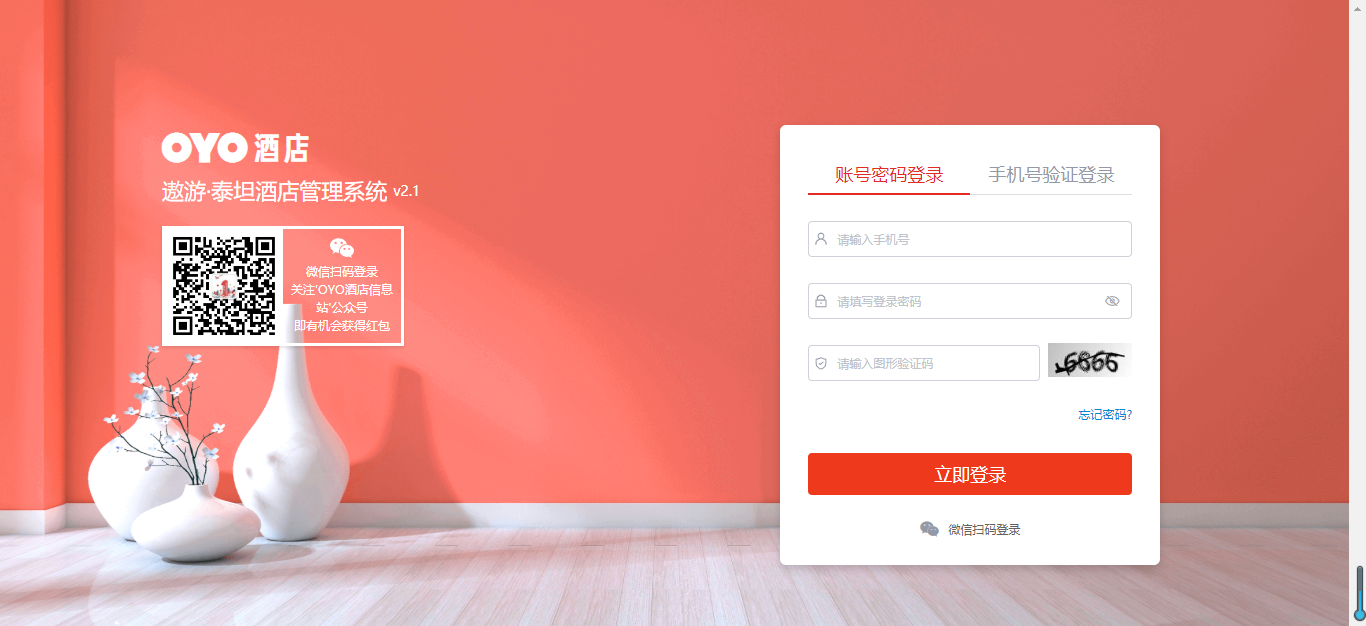 OYO 酒店
遨游·泰坦酒店管理系统 v2.1
微信扫码登录
关注'OYO酒店信息
站'公众号
即有机会获得红包
账号密码登录 手机号验证登录
请输入手机号
请填写登录密码
请输入图形验证码
忘记密码?
立即登录
微信扫码登录